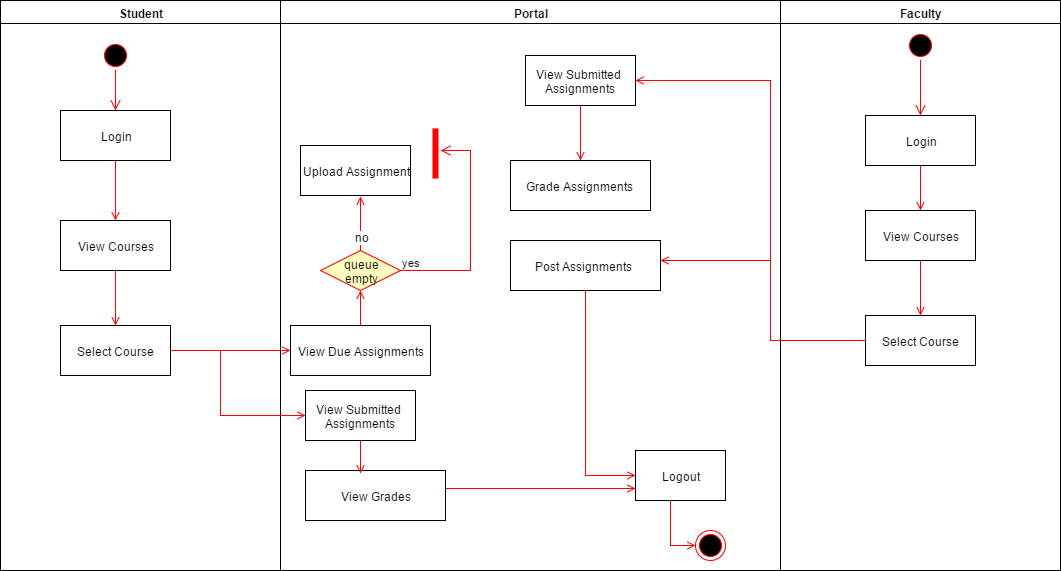 Student
Portal
Faculty
Login
View Courses
Select Course
Upload Assignment
no
queue
empty
yes
View Due Assignments
View Submitted
Assignments
View Grades
View Submitted
Assignments
Grade Assignments
Post Assignments
Logout
Login
View Courses
Select Course